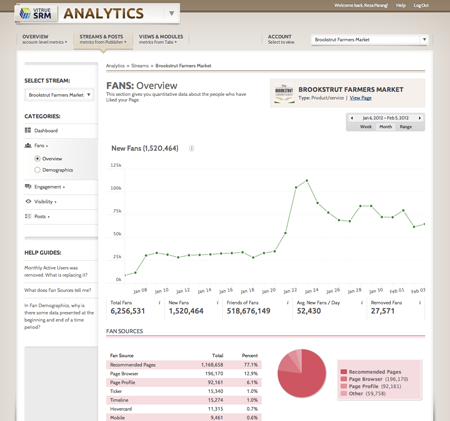 VITRUE SRM ANALYTICS
Welcome back, Reza Parang! Help Log Out
OVERVIEW
account level metrics
STREAMS & POSTS
metrics from Publisher
VIEWS & MODULES
metrics from Tabs
ACCOUNT
Select to view.
Brookstrut Farmers Market
SELECT STREAM:
Brookstrut Farmers Market
CATEGORIES:
Dashboard
Fans
Overview
Demographics
Engagement
Visibility
Posts
HELP GUIDES:
Monthly Active Users was
removed. What is replacing it?
What does Fan Sources tell me?
In Fan Demographics, why is
there some data presented at the
beginning and end of a time
period?
Analytics » Streams » Brookstrut Farmers Market
FANS: Overview
This section gives you quantitative data about the people who have
Liked your Page.
BROOKSTRUT FARMERS MARKET
Type: Product/service | View Page
Jan 6, 2012 - Feb 5, 2012
Week Month Range
New Fans (1,520,464)
125k
100k
75k
50k
25k
0k
Jan 08 Jan 10 Jan 12 Jan 14 Jan 16 Jan 18 Jan 20 Jan 22 Jan 24 Jan 26 Jan 28 Jan 30 Feb 01 Feb 03
Total Fans
6,256,531
New Fans
1,520,464
Friends of Fans
518,676,149
Avg. New Fans / Day
52,430
Removed Fans
27,571
FAN SOURCES
Fan Source Total Percent
Recommended Pages 1,168,658 77.1%
Page Browser 196,170 12.9%
Page Profile 92,161 6.1%
Ticker 15,340 1.0%
Timeline 15,274 1.0%
Hovercard 11,315 0.7%
Mobile 9,461 0.6%
Recommended Pages
Page Browser (196,170)
Page Profile (92,161)
Other (59,758)